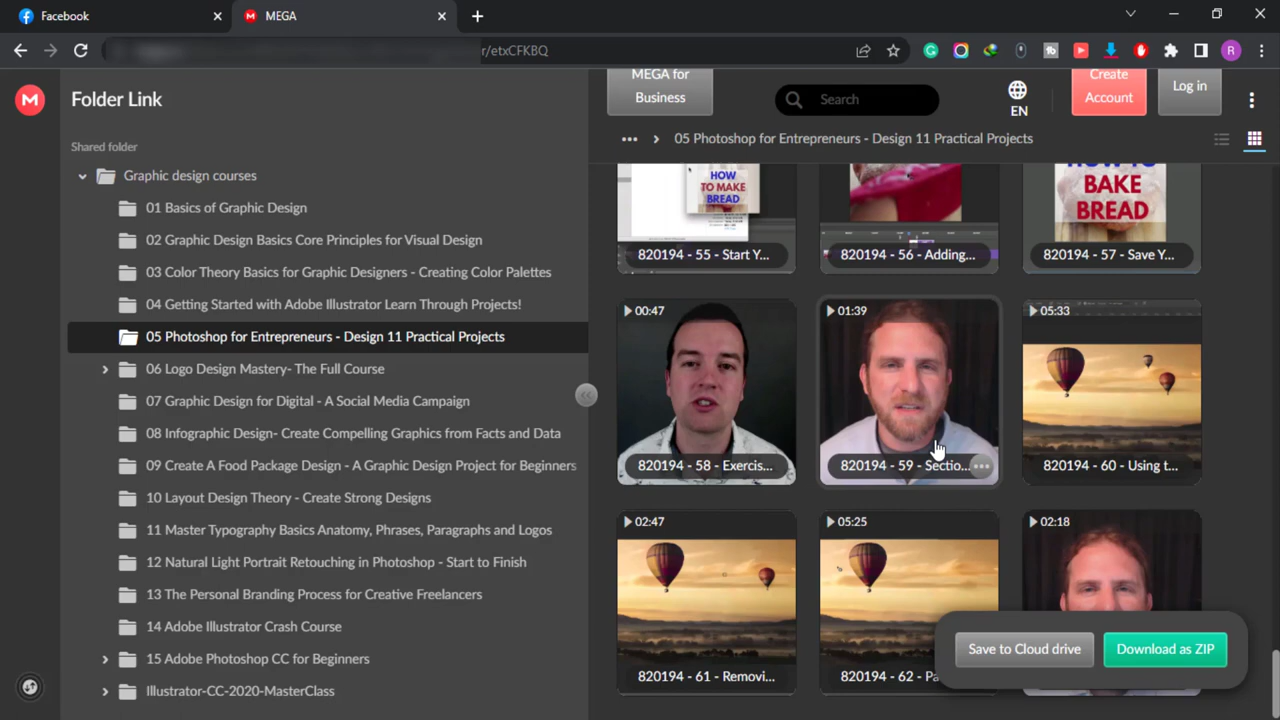 Facebook
MEGA
r/etxCFKBQ
R
Folder Link
Shared folder
Graphic design courses
01 Basics of Graphic Design
02 Graphic Design Basics Core Principles for Visual Design
03 Color Theory Basics for Graphic Designers - Creating Color Palettes
04 Getting Started with Adobe Illustrator Learn Through Projects!
05 Photoshop for Entrepreneurs - Design 11 Practical Projects
06 Logo Design Mastery- The Full Course
07 Graphic Design for Digital - A Social Media Campaign
08 Infographic Design- Create Compelling Graphics from Facts and Data
09 Create A Food Package Design - A Graphic Design Project for Beginners
10 Layout Design Theory - Create Strong Designs
11 Master Typography Basics Anatomy, Phrases, Paragraphs and Logos
12 Natural Light Portrait Retouching in Photoshop - Start to Finish
13 The Personal Branding Process for Creative Freelancers
14 Adobe Illustrator Crash Course
15 Adobe Photoshop CC for Beginners
Illustrator-CC-2020-MasterClass
MEGA for
Business
Search
EN
Create
Account
Log in
05 Photoshop for Entrepreneurs - Design 11 Practical Projects
HOW
TO MAKE
BREAD
HOW TO
BAKE
BREAD
820194 - 55 - Start Y...
820194 - 56 - Adding...
820194 - 57 - Save Y...
00:47
01:39
05:33
820194 - 58 - Exercis...
820194 - 59 - Sectio...
820194 - 60 - Using t...
02:47
05:25
02:18
820194 - 61 - Removi...
820194 - 62 - Pa
Save to Cloud drive
Download as ZIP